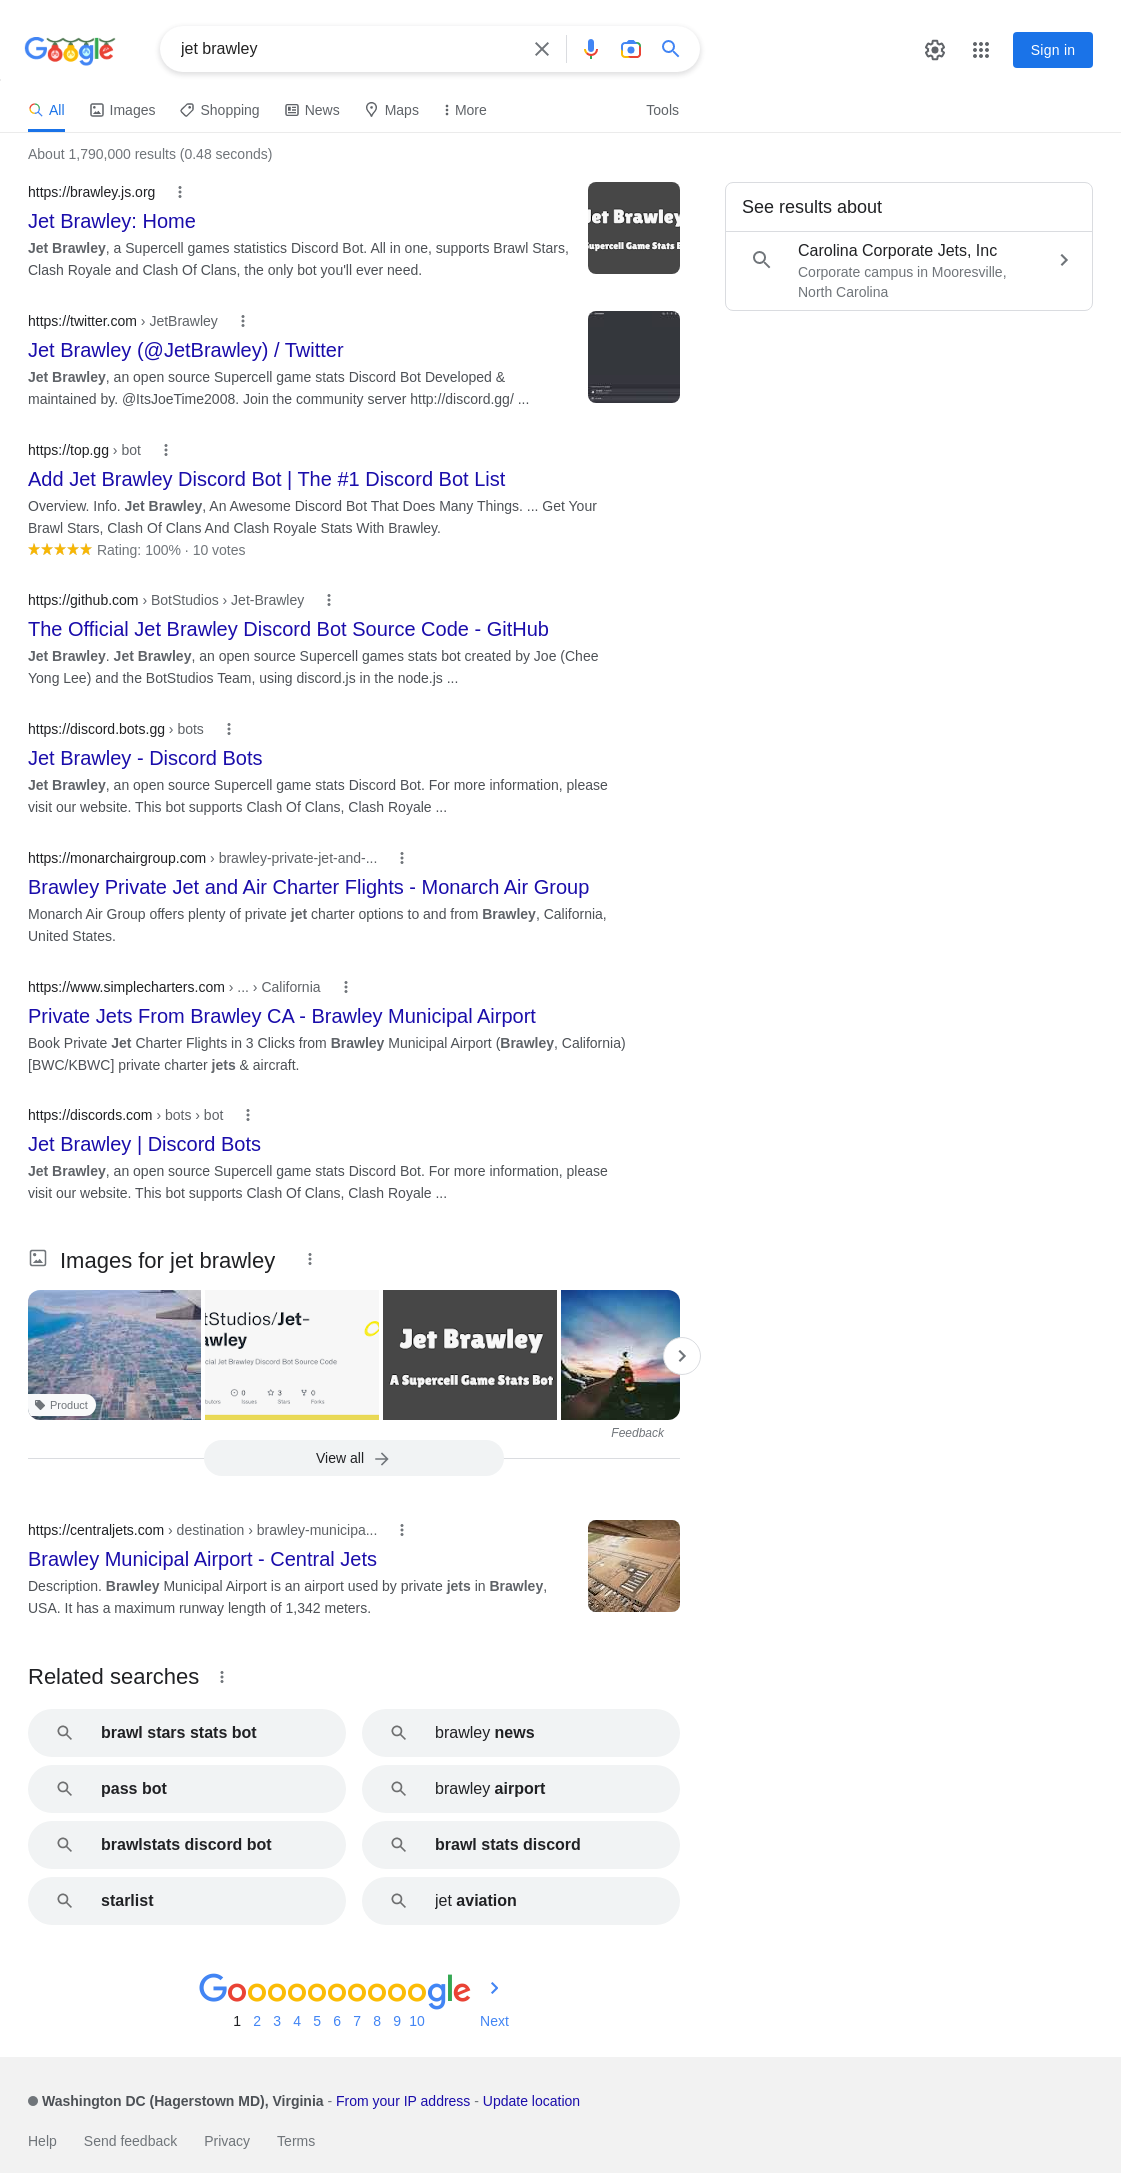 Google
jet brawley
Sign in
All
Images
Shopping
News
Maps
More
Tools
About 1,790,000 results (0.48 seconds)
https://brawley.js.org
Jet Brawley: Home
Jet Brawley, a Supercell games statistics Discord Bot. All in one, supports Brawl Stars,
Clash Royale and Clash Of Clans, the only bot you'll ever need.
Jet Brawley
Supercell Game Stats B
See results about
Carolina Corporate Jets, Inc
Corporate campus in Mooresville,
North Carolina
https://twitter.com › JetBrawley
Jet Brawley (@JetBrawley) / Twitter
Jet Brawley, an open source Supercell game stats Discord Bot Developed &
maintained by. @ItsJoeTime2008. Join the community server http://discord.gg/ ...
https://top.gg › bot
Add Jet Brawley Discord Bot | The #1 Discord Bot List
Overview. Info. Jet Brawley, An Awesome Discord Bot That Does Many Things. ... Get Your
Brawl Stars, Clash Of Clans And Clash Royale Stats With Brawley.
Rating: 100% · 10 votes
https://github.com › BotStudios › Jet-Brawley
The Official Jet Brawley Discord Bot Source Code - GitHub
Jet Brawley. Jet Brawley, an open source Supercell games stats bot created by Joe (Chee
Yong Lee) and the BotStudios Team, using discord.js in the node.js ...
https://discord.bots.gg › bots
Jet Brawley - Discord Bots
Jet Brawley, an open source Supercell game stats Discord Bot. For more information, please
visit our website. This bot supports Clash Of Clans, Clash Royale ...
https://monarchairgroup.com › brawley-private-jet-and-...
Brawley Private Jet and Air Charter Flights - Monarch Air Group
Monarch Air Group offers plenty of private jet charter options to and from Brawley, California,
United States.
https://www.simplecharters.com › ... › California
Private Jets From Brawley CA - Brawley Municipal Airport
Book Private Jet Charter Flights in 3 Clicks from Brawley Municipal Airport (Brawley, California)
[BWC/KBWC] private charter jets & aircraft.
https://discords.com › bots › bot
Jet Brawley | Discord Bots
Jet Brawley, an open source Supercell game stats Discord Bot. For more information, please
visit our website. This bot supports Clash Of Clans, Clash Royale ...
Images for jet brawley
Product
tStudios/Jet-
awley
cial Jet Brawley Discord Bot Source Code
0 3 0
utors Issues Stars Forks
Jet Brawley
A Supercell Game Stats Bot
Feedback
View all
https://centraljets.com › destination › brawley-municipa...
Brawley Municipal Airport - Central Jets
Description. Brawley Municipal Airport is an airport used by private jets in Brawley,
USA. It has a maximum runway length of 1,342 meters.
Related searches
brawl stars stats bot
brawley news
pass bot
brawley airport
brawlstats discord bot
brawl stats discord
starlist
jet aviation
Goooooooooogle
1 2 3 4 5 6 7 8 9 10 Next
Washington DC (Hagerstown MD), Virginia - From your IP address - Update location
Help Send feedback Privacy Terms